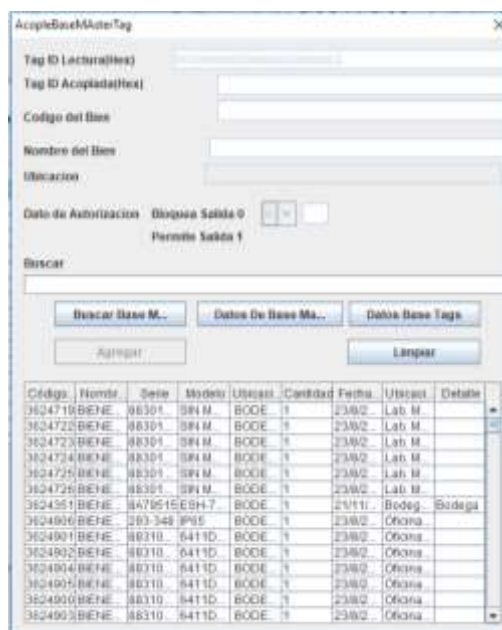 AcopleBaseMAsterTag
Tag ID Lectura(Hex)
Tag ID Acoplada(Hex)
Codigo del Bien
Nombre del Bien
Ubicacion
Dato de Autorizacion Bloquea Salida 0
Permite Salida 1
Buscar
Buscar Base M... Datos De Base Ma... Datos Base Tags
Agregar Limpiar
Código... Nombr... Serie Modelo Ubicaci... Cantidad Fecha... Ubicaci... Detalle
3624719 BIENE... 88301... SIN M... BODE... 1 23/8/2... Lab. M...
3624722 BIENE... 88301... SIN M... BODE... 1 23/8/2... Lab. M...
3624723 BIENE... 88301... SIN M... BODE... 1 23/8/2... Lab. M...
3624724 BIENE... 88301... SIN M... BODE... 1 23/8/2... Lab. M...
3624725 BIENE... 88301... SIN M... BODE... 1 23/8/2... Lab. M...
3624726 BIENE... 88301... SIN M... BODE... 1 23/8/2... Lab. M...
3624351 BIENE... ESH-7... BODE... 1 21/11/... Bodeg... Bodega
3624906 BIENE... 293-348 IP65 BODE... 1 23/8/2... Oficina...
3624901 BIENE... 88310... 6411D... BODE... 1 23/8/2... Oficina...
3624902 BIENE... 88310... 6411D... BODE... 1 23/8/2... Oficina...
3624904 BIENE... 88310... 6411D... BODE... 1 23/8/2... Oficina...
3624905 BIENE... 88310... 6411D... BODE... 1 23/8/2... Oficina...
3624900 BIENE... 88310... 6411D... BODE... 1 23/8/2... Oficina...
3624903 BIENE... 88310... 6411D... BODE... 1 23/8/2... Oficina...